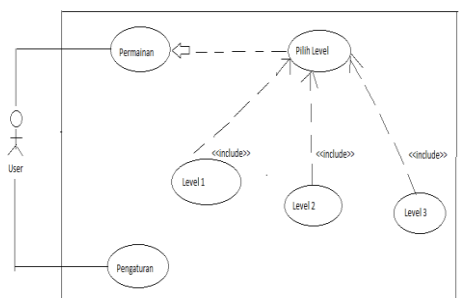 Permainan
Pilih Level
<<include>>
<<include>>
<<include>>
User
Level 1
Level 2
Level 3
Pengaturan